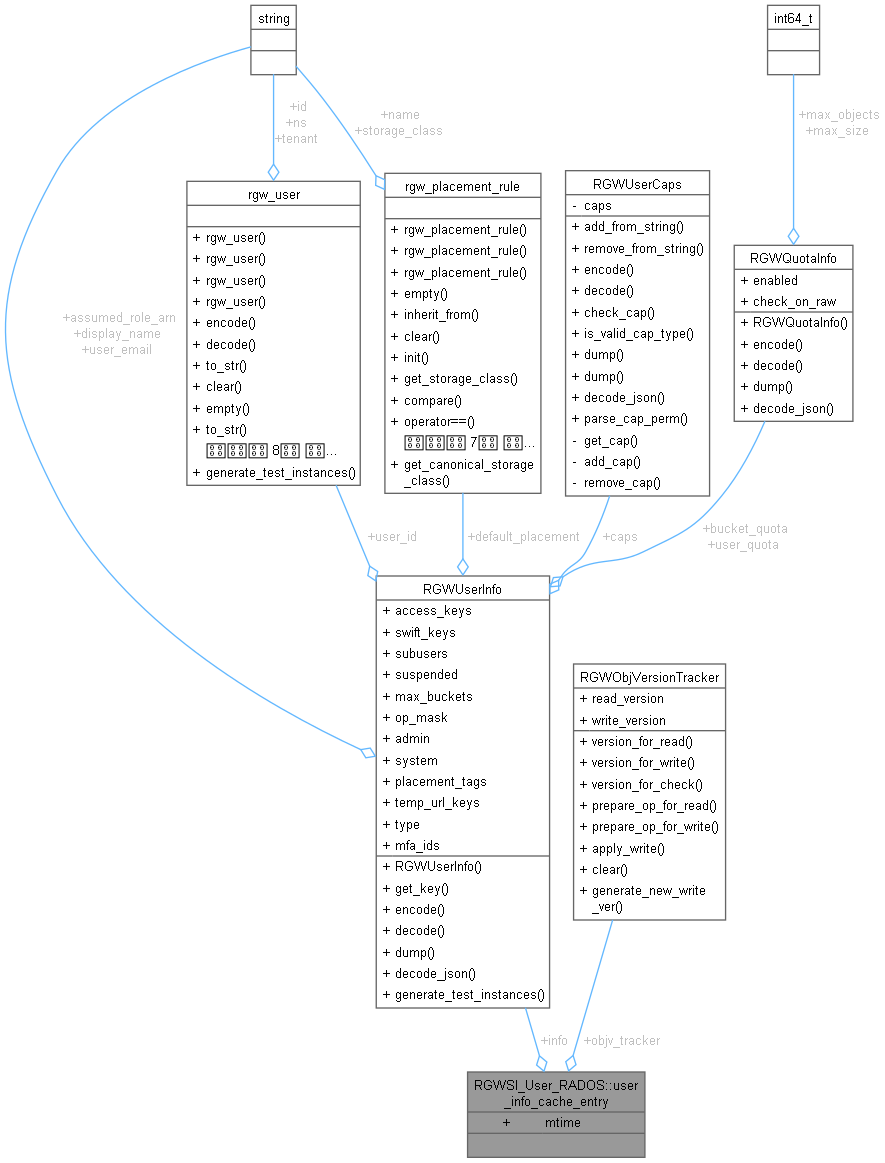 string
int64_t
+id
+ns
+tenant
+name
+storage_class
+max_objects
+max_size
rgw_user
+ rgw_user()
+ rgw_user()
+ rgw_user()
+ rgw_user()
+ encode()
+ decode()
+ to_str()
+ clear()
+ empty()
+ to_str()
8
...
+ generate_test_instances()
rgw_placement_rule
+ rgw_placement_rule()
+ rgw_placement_rule()
+ rgw_placement_rule()
+ empty()
+ inherit_from()
+ clear()
+ init()
+ get_storage_class()
+ compare()
+ operator==()
7
...
+ get_canonical_storage
_class()
RGWUserCaps
- caps
+ add_from_string()
+ remove_from_string()
+ encode()
+ decode()
+ check_cap()
+ is_valid_cap_type()
+ dump()
+ dump()
+ decode_json()
+ parse_cap_perm()
- get_cap()
- add_cap()
- remove_cap()
RGWQuotaInfo
+ enabled
+ check_on_raw
+ RGWQuotaInfo()
+ encode()
+ decode()
+ dump()
+ decode_json()
+assumed_role_arn
+display_name
+user_email
+user_id
+default_placement
+caps
+bucket_quota
+user_quota
RGWUserInfo
+ access_keys
+ swift_keys
+ subusers
+ suspended
+ max_buckets
+ op_mask
+ admin
+ system
+ placement_tags
+ temp_url_keys
+ type
+ mfa_ids
+ RGWUserInfo()
+ get_key()
+ encode()
+ decode()
+ dump()
+ decode_json()
+ generate_test_instances()
RGWObjVersionTracker
+ read_version
+ write_version
+ version_for_read()
+ version_for_write()
+ version_for_check()
+ prepare_op_for_read()
+ prepare_op_for_write()
+ apply_write()
+ clear()
+ generate_new_write
_ver()
+info
+objv_tracker
RGWSI_User_RADOS::user
_info_cache_entry
+ mtime